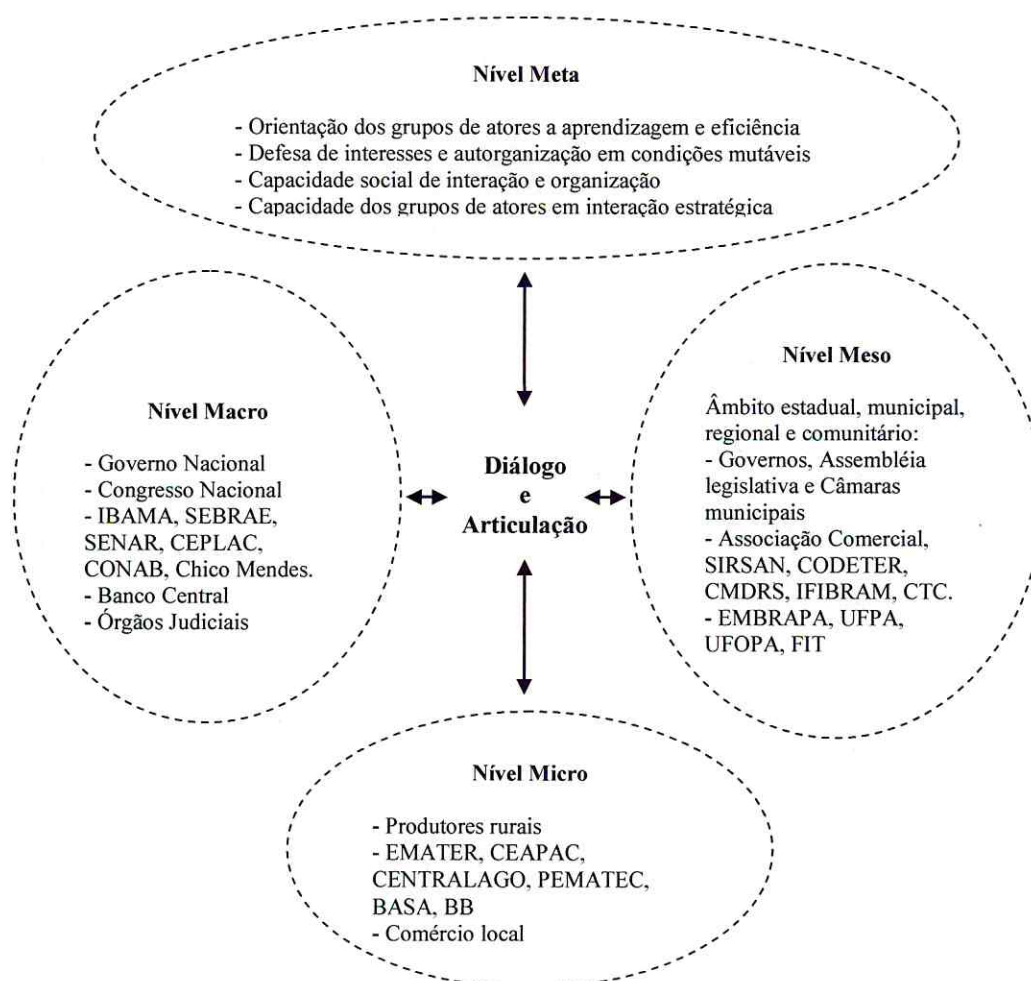 Nível Meta
- Orientação dos grupos de atores a aprendizagem e eficiência
- Defesa de interesses e autorganização em condições mutáveis
- Capacidade social de interação e organização
- Capacidade dos grupos de atores em interação estratégica
Nível Macro
- Governo Nacional
- Congresso Nacional
- IBAMA, SEBRAE,
SENAR, CEPLAC,
CONAB, Chico Mendes.
- Banco Central
- Órgãos Judiciais
Diálogo
e
Articulação
Nível Meso
Âmbito estadual, municipal,
regional e comunitário:
- Governos, Assembléia
legislativa e Câmaras
municipais
- Associação Comercial,
SIRSAN, CODETER,
CMDRS, IFIBRAM, CTC.
- EMBRAPA, UFPA,
UFOPA, FIT
Nível Micro
- Produtores rurais
- EMATER, CEAPAC,
CENTRALAGO, PEMATEC,
BASA, BB
- Comércio local